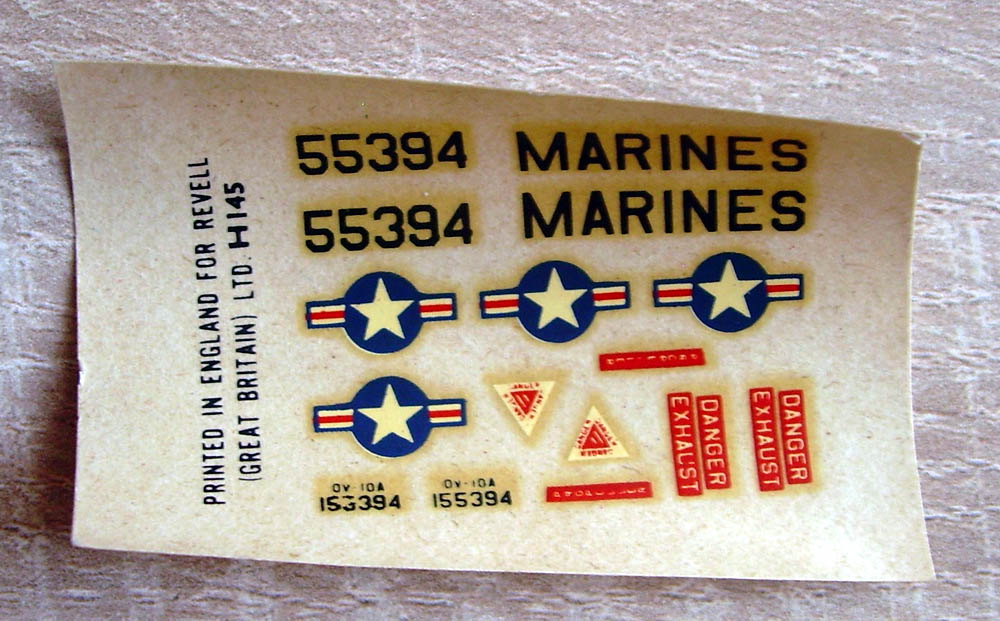 PRINTED IN ENGLAND FOR REVELL
(GREAT BRITAIN) LTD. H145
55394
MARINES
55394
MARINES
DANGER
EXHAUST
DANGER
EXHAUST
OV-10A
155394
OV-10A
155394